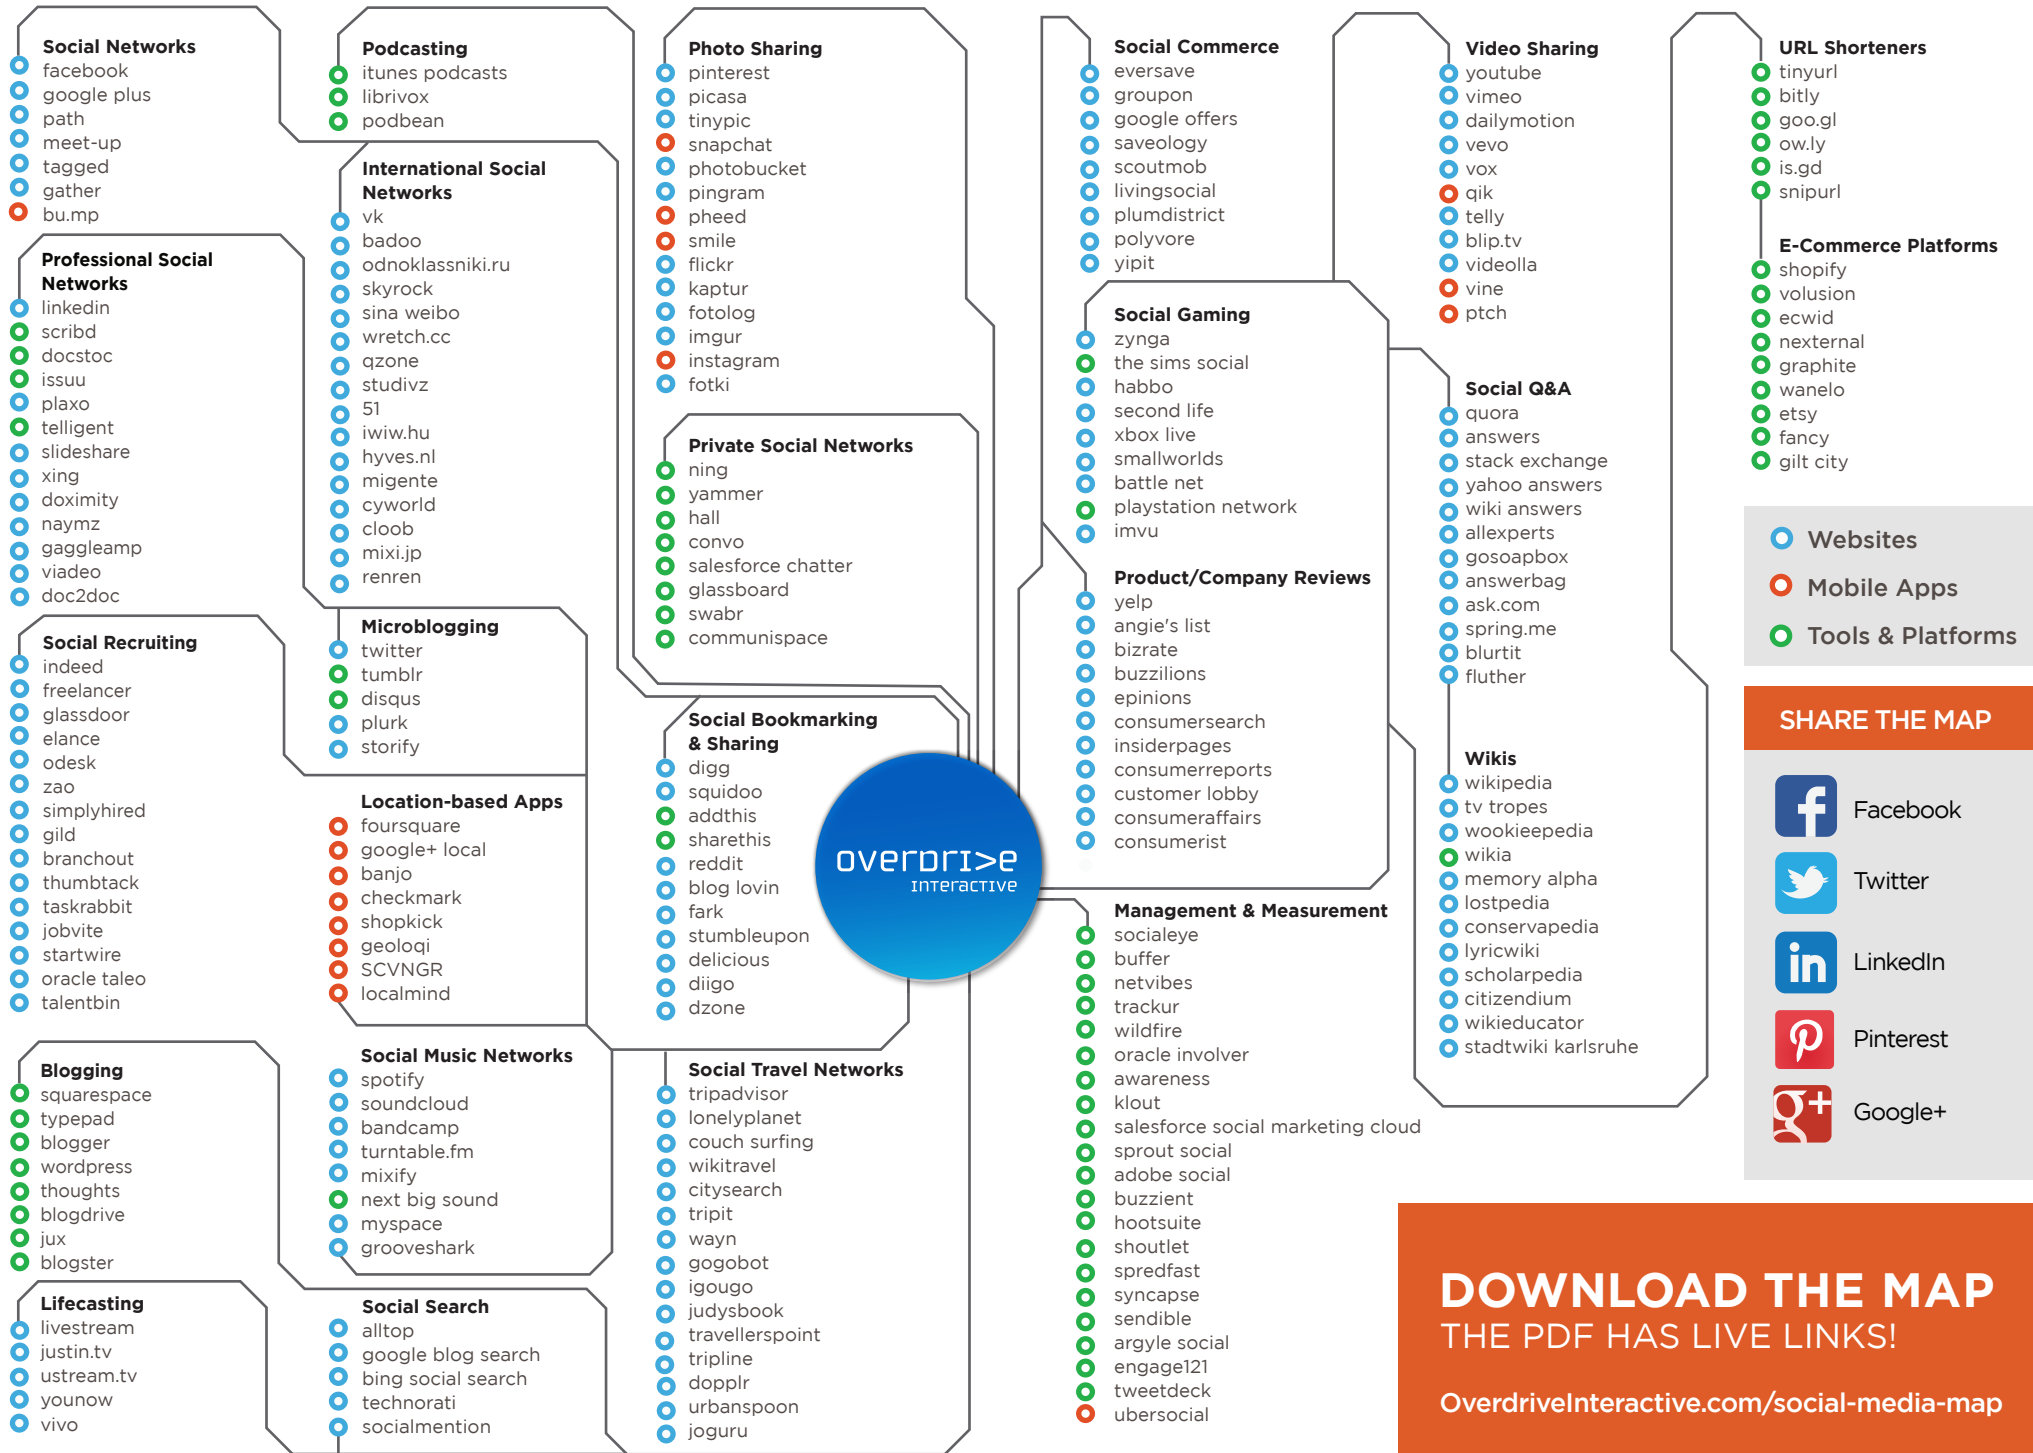 Social Networks
facebook
google plus
path
meet-up
tagged
gather
bu.mp
Professional Social
Networks
linkedin
scribd
docstoc
issuu
plaxo
telligent
slideshare
xing
doximity
naymz
gaggleamp
viadeo
doc2doc
Social Recruiting
indeed
freelancer
glassdoor
elance
odesk
zao
simplyhired
gild
branchout
thumbtack
taskrabbit
jobvite
startwire
oracle taleo
talentbin
Blogging
squarespace
typepad
blogger
wordpress
thoughts
blogdrive
jux
blogster
Lifecasting
livestream
justin.tv
ustream.tv
younow
vivo
Podcasting
itunes podcasts
librivox
podbean
International Social
Networks
vk
badoo
odnoklassniki.ru
skyrock
sina weibo
wretch.cc
qzone
studivz
51
iwiw.hu
hyves.nl
migente
cyworld
cloob
mixi.jp
renren
Microblogging
twitter
tumblr
disqus
plurk
storify
Location-based Apps
foursquare
google+ local
banjo
checkmark
shopkick
geoloqi
SCVNGR
localmind
Social Music Networks
spotify
soundcloud
bandcamp
turntable.fm
mixify
next big sound
myspace
grooveshark
Social Search
alltop
google blog search
bing social search
technorati
socialmention
Photo Sharing
pinterest
picasa
tinypic
snapchat
photobucket
pingram
pheed
smile
flickr
kaptur
fotolog
imgur
instagram
fotki
Private Social Networks
ning
yammer
hall
convo
salesforce chatter
glassboard
swabr
communispace
Social Bookmarking
& Sharing
digg
squidoo
addthis
sharethis
reddit
blog lovin
fark
stumbleupon
delicious
diigo
dzone
overdri>e
interactive
Social Travel Networks
tripadvisor
lonelyplanet
couch surfing
wikitravel
citysearch
tripit
wayn
gogobot
igougo
judysbook
travellerspoint
tripline
dopplr
urbanspoon
joguru
Social Commerce
eversave
groupon
google offers
saveology
scoutmob
livingsocial
plumdistrict
polyvore
yipit
Social Gaming
zynga
the sims social
habbo
second life
xbox live
smallworlds
battle net
playstation network
imvu
Product/Company Reviews
yelp
angie's list
bizrate
buzzilions
epinions
consumersearch
insiderpages
consumerreports
customer lobby
consumeraffairs
consumerist
Management & Measurement
socialeye
buffer
netvibes
trackur
wildfire
oracle involver
awareness
klout
salesforce social marketing cloud
sprout social
adobe social
buzzient
hootsuite
shoutlet
spredfast
syncapse
sendible
argyle social
engage121
tweetdeck
ubersocial
Video Sharing
youtube
vimeo
dailymotion
vevo
vox
qik
telly
blip.tv
videolla
vine
ptch
Social Q&A
quora
answers
stack exchange
yahoo answers
wiki answers
allexperts
gosoapbox
answerbag
ask.com
spring.me
blurtit
fluther
Wikis
wikipedia
tv tropes
wookieepedia
wikia
memory alpha
lostpedia
conservapedia
lyricwiki
scholarpedia
citizendium
wikieducator
stadtwiki karlsruhe
URL Shorteners
tinyurl
bitly
goo.gl
ow.ly
is.gd
snipurl
E-Commerce Platforms
shopify
volusion
ecwid
nexternal
graphite
wanelo
etsy
fancy
gilt city
Websites
Mobile Apps
Tools & Platforms
SHARE THE MAP
f Facebook
Twitter
in LinkedIn
Pinterest
g+ Google+
DOWNLOAD THE MAP
THE PDF HAS LIVE LINKS!
OverdriveInteractive.com/social-media-map